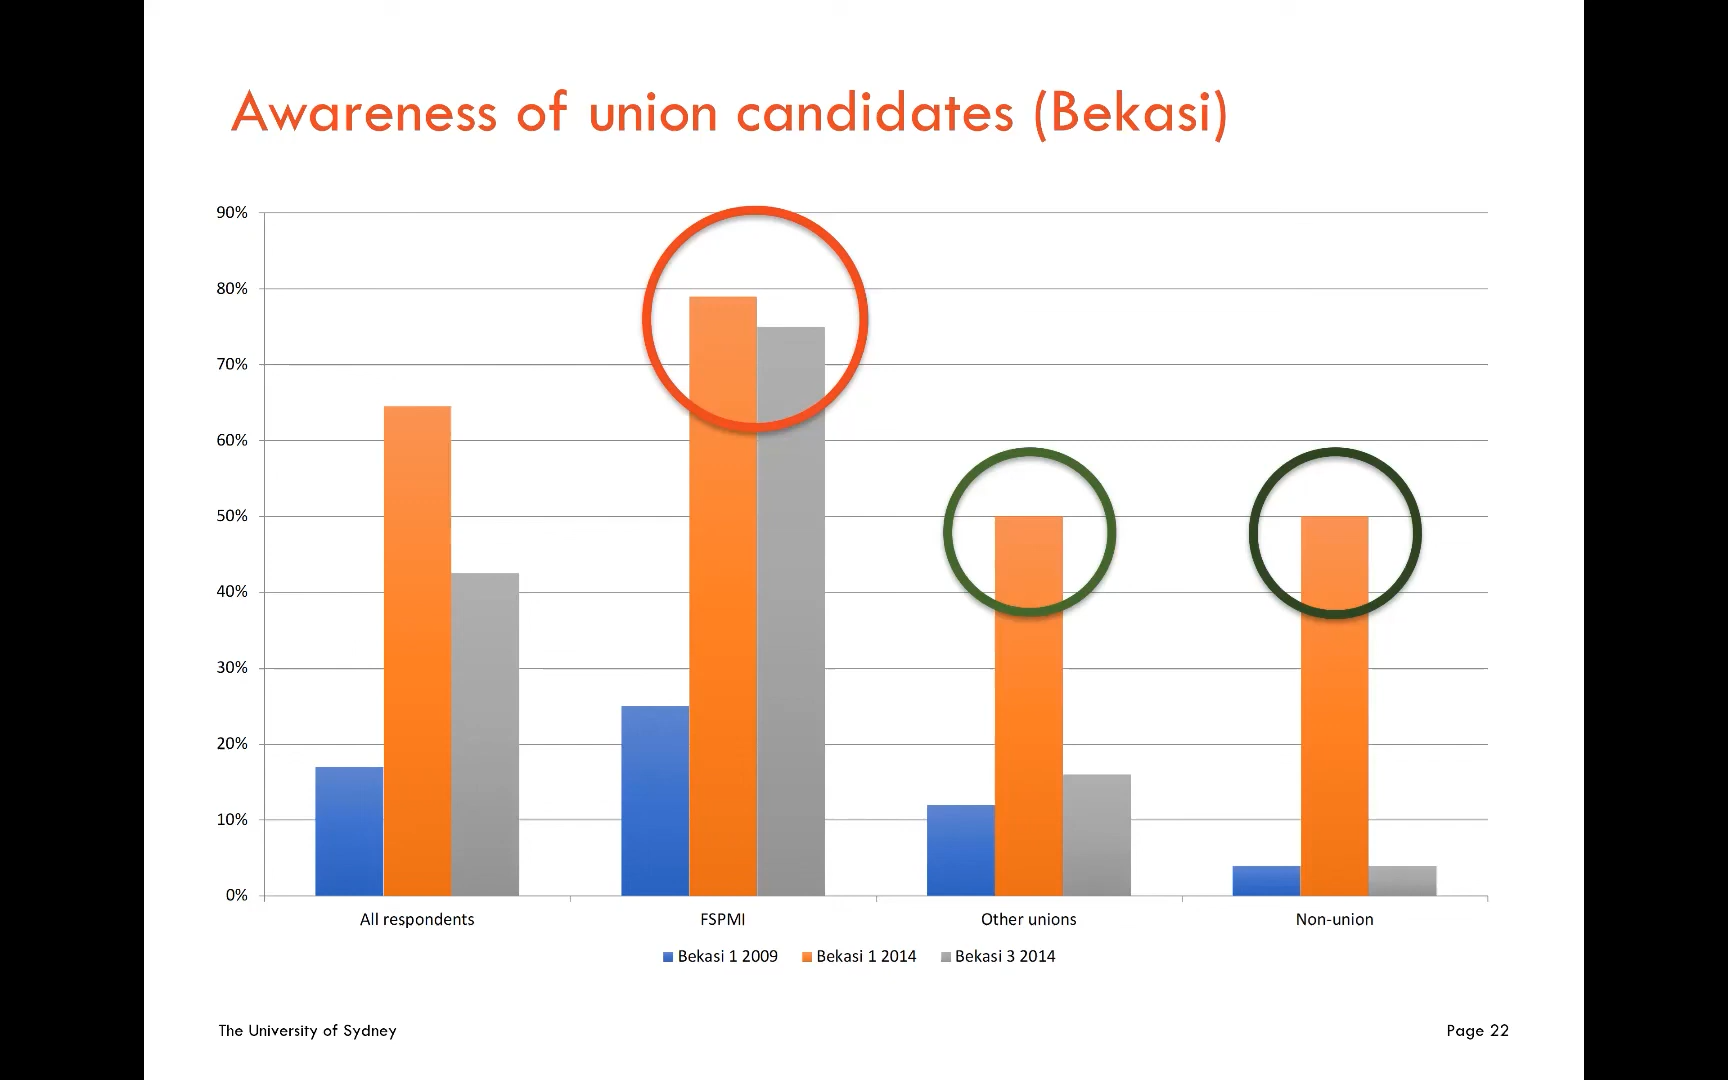 Awareness of union candidates (Bekasi)
90%
80%
70%
60%
50%
40%
30%
20%
10%
0%
All respondents
FSPMI
Other unions
Non-union
Bekasi 1 2009
Bekasi 1 2014
Bekasi 3 2014
The University of Sydney
Page 22